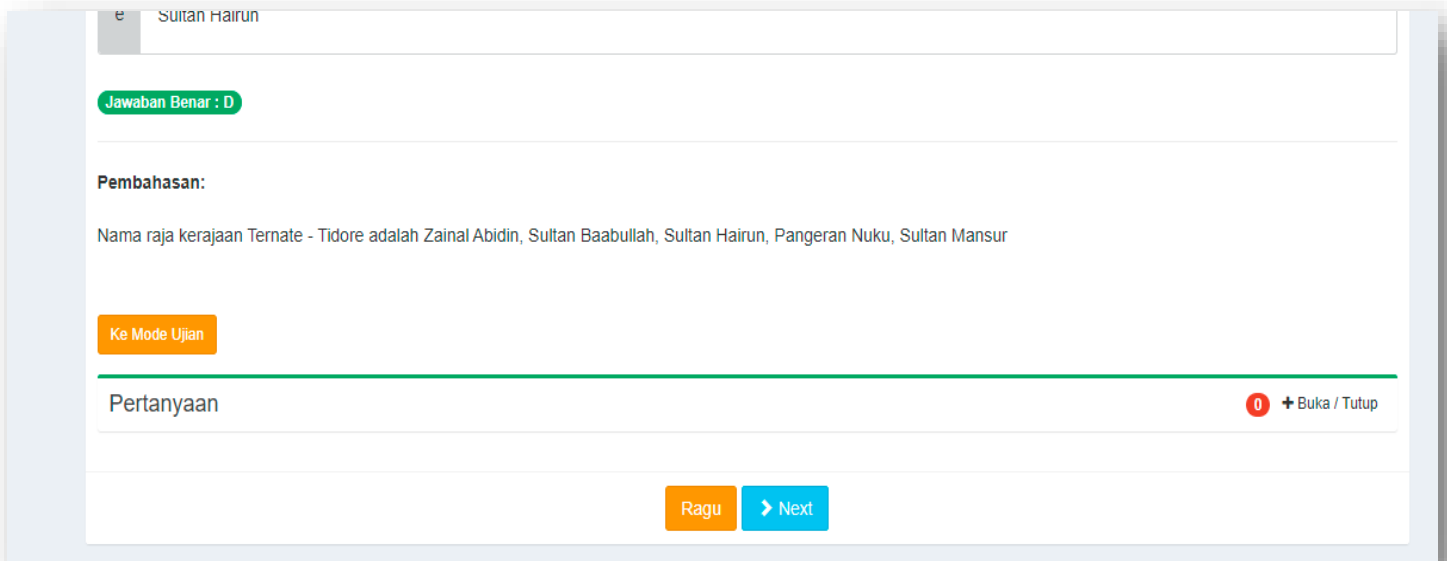 e Sultan Hairun
Jawaban Benar : D
Pembahasan:
Nama raja kerajaan Ternate - Tidore adalah Zainal Abidin, Sultan Baabullah, Sultan Hairun, Pangeran Nuku, Sultan Mansur
Ke Mode Ujian
Pertanyaan 0 + Buka / Tutup
Ragu Next